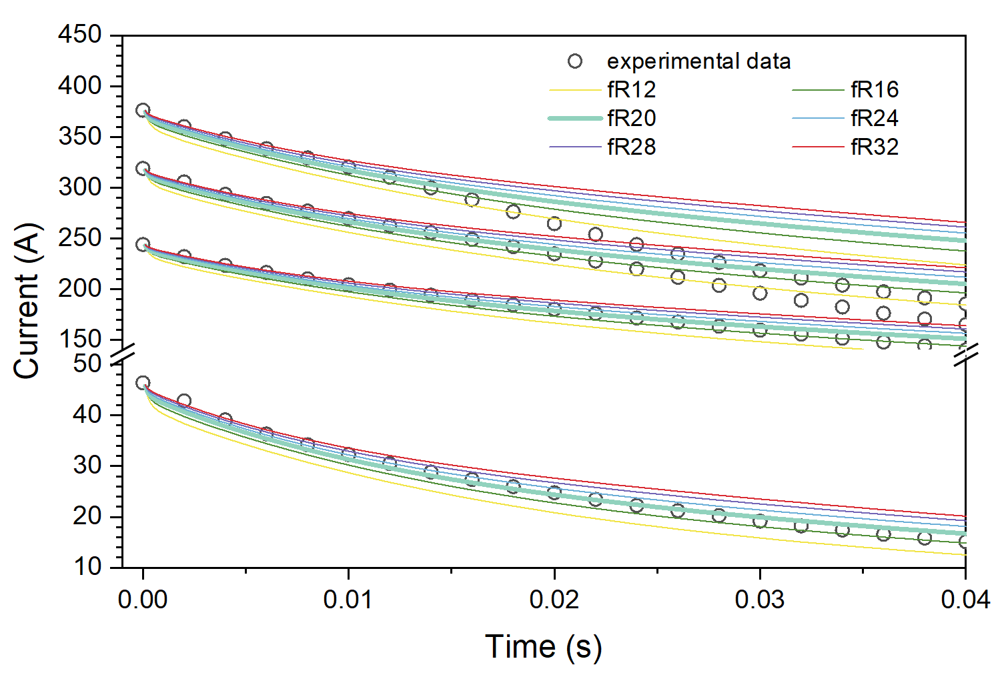 450
400
350
300
250
200
150
50
40
30
20
10
Current (A)
experimental data
fR12 fR16
fR20 fR24
fR28 fR32
0.00 0.01 0.02 0.03 0.04
Time (s)